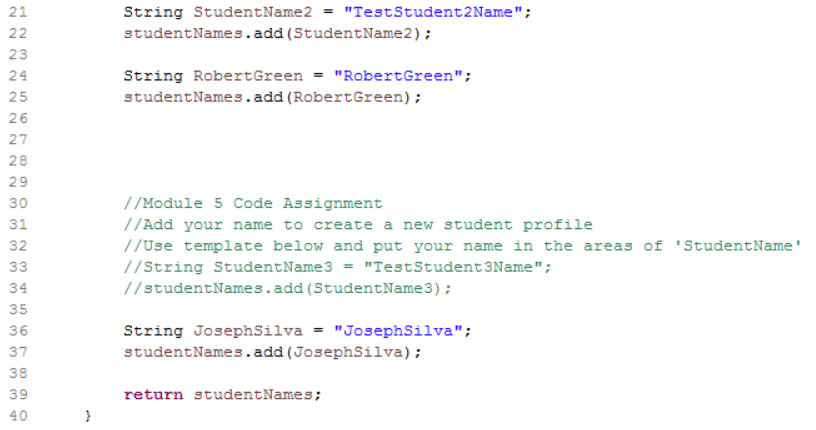 21 String StudentName2 = "TestStudent2Name";
22 studentNames.add(StudentName2);
23
24 String RobertGreen = "RobertGreen";
25 studentNames.add(RobertGreen);
26
27
28
29
30 //Module 5 Code Assignment
31 //Add your name to create a new student profile
32 //Use template below and put your name in the areas of 'StudentName'
33 //String StudentName3 = "TestStudent3Name";
34 //studentNames.add(StudentName3);
35
36 String JosephSilva = "JosephSilva";
37 studentNames.add(JosephSilva);
38
39 return studentNames;
40 }